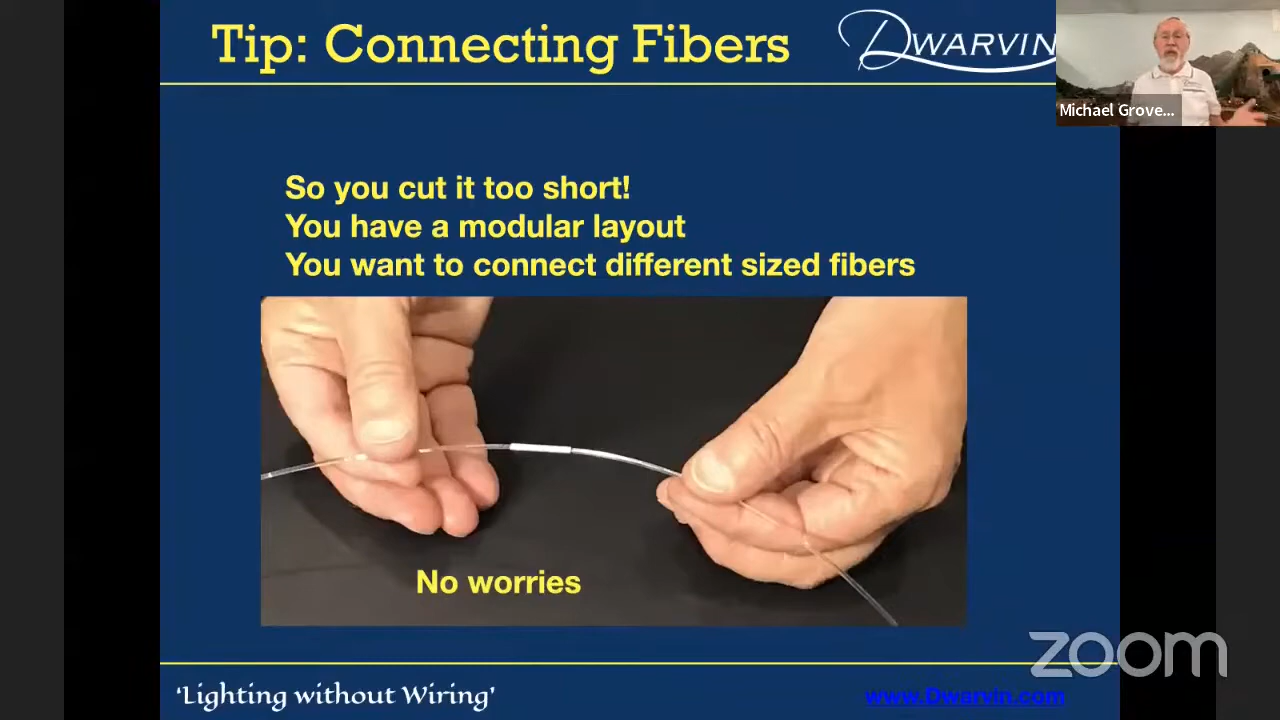 Tip: Connecting Fibers
DWARVIN
Michael Grove...
So you cut it too short!
You have a modular layout
You want to connect different sized fibers
No worries
zoom
'Lighting without Wiring'
www.Dwarvin.com